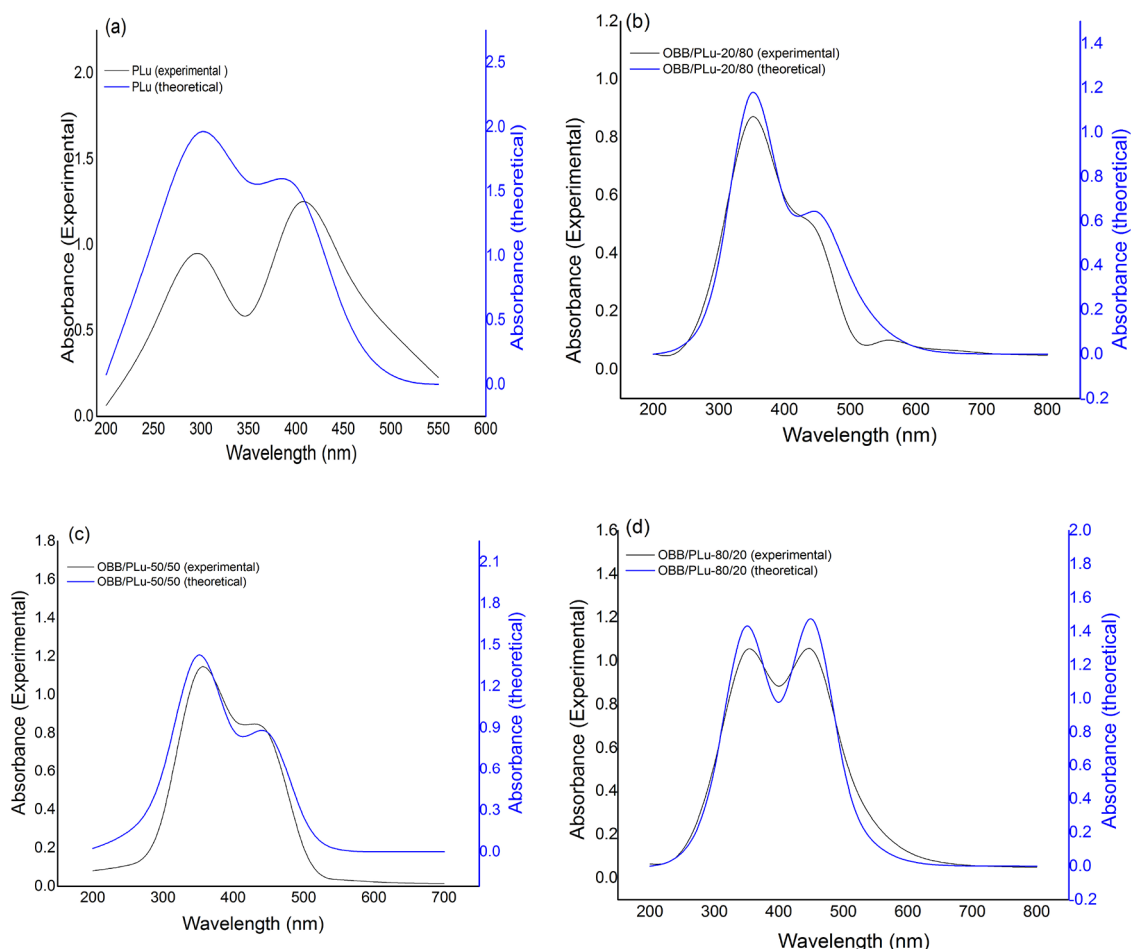 (a)
PLu (experimental )
PLu (theoretical)
Absorbance (Experimental)
2.0
1.5
1.0
0.5
0.0
200 250 300 350 400 450 500 550 600
Wavelength (nm)
2.5
2.0
1.5
1.0
0.5
0.0
Absorbance (theoretical)
(b)
OBB/PLu-20/80 (experimental)
OBB/PLu-20/80 (theoretical)
Absorbance (Experimental)
1.2
1.0
0.8
0.6
0.4
0.2
0.0
200 300 400 500 600 700 800
Wavelength (nm)
1.4
1.2
1.0
0.8
0.6
0.4
0.2
0.0
-0.2
Absorbance (theoretical)
(c)
OBB/PLu-50/50 (experimental)
OBB/PLu-50/50 (theoretical)
Absorbance (Experimental)
1.8
1.6
1.4
1.2
1.0
0.8
0.6
0.4
0.2
0.0
200 300 400 500 600 700
Wavelength (nm)
2.1
1.8
1.5
1.2
0.9
0.6
0.3
0.0
Absorbance (theoretical)
(d)
OBB/PLu-80/20 (experimental)
OBB/PLu-80/20 (theoretical)
Absorbance (Experimental)
1.6
1.4
1.2
1.0
0.8
0.6
0.4
0.2
0.0
200 300 400 500 600 700 800
Wavelength (nm)
2.0
1.8
1.6
1.4
1.2
1.0
0.8
0.6
0.4
0.2
0.0
-0.2
Absorbance (theoretical)